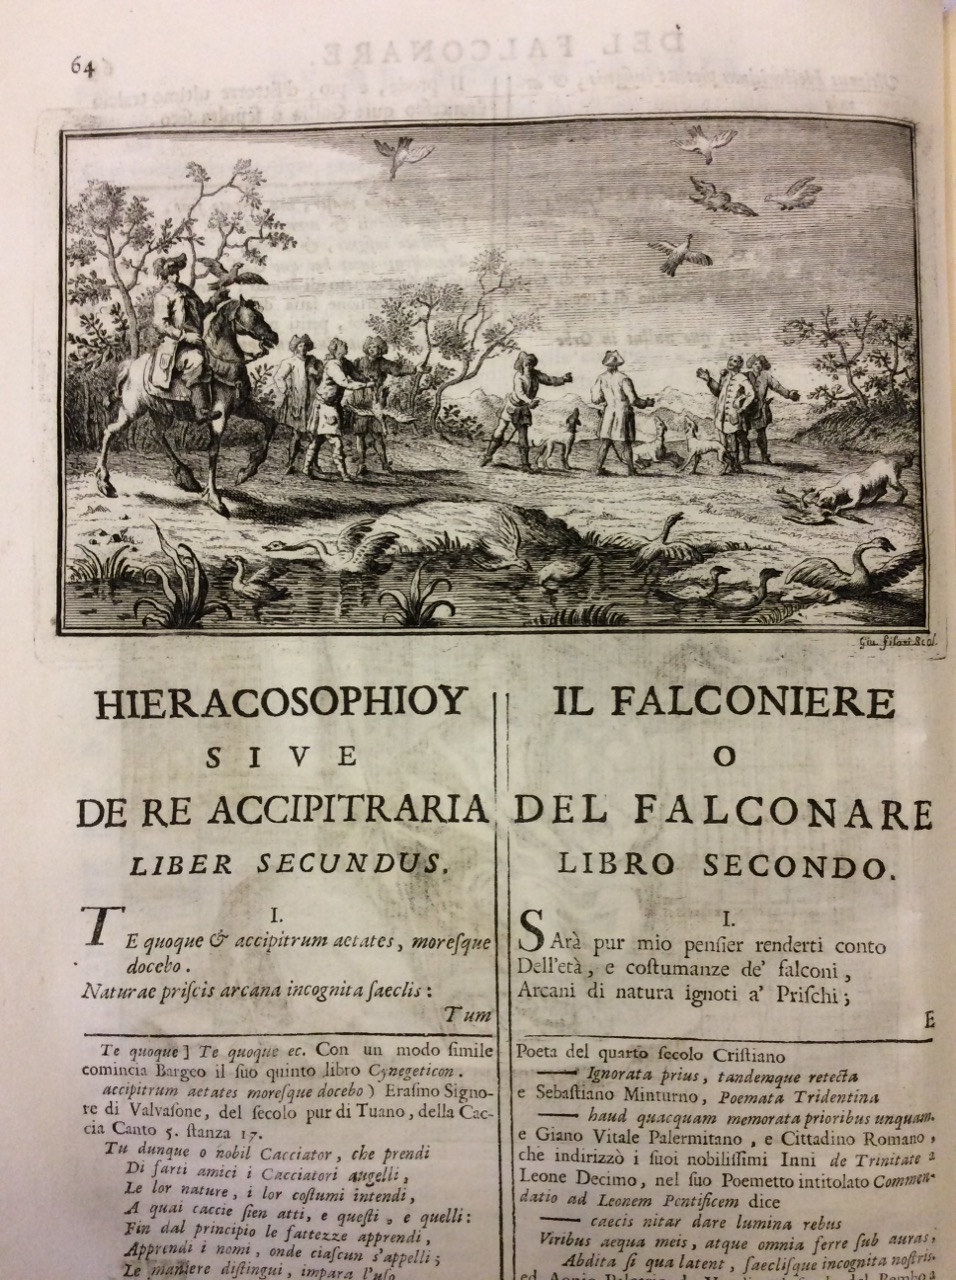 64
Giu. filosi Scol.
HIERACOSOPHIOY
SIVE
DE RE ACCIPITRARIA
LIBER SECUNDUS.
I.
TE quoque & accipitrum aetates, moreſque
docebo.
Naturae priſcis arcana incognita ſaeclis:
Tum
Te quoque] Te quoque ec. Con un modo ſimile
comincia Bargeo il ſuo quinto libro Cynegeticon.
accipitrum aetates moreſque docebo) Eraſmo Signo-
re di Valvaſone, del ſecolo pur di Tuano, della Cac-
cia Canto 5. ſtanza 17.
Tu dunque o nobil Cacciator, che prendi
Di farti amici i Cacciatori augelli,
Le lor nature, i lor coſtumi intendi,
A quai caccie ſien atti, e queſti, e quelli:
Fin dal principio le fattezze apprendi,
Apprendi i nomi, onde ciaſcun s'appelli;
Le maniere diſtingui, impara l'uſo
IL FALCONIERE
O
DEL FALCONARE
LIBRO SECONDO.
I.
SArà pur mio penſier renderti conto
Dell'età, e coſtumanze de' falconi,
Arcani di natura ignoti a' Priſchi;
E
Poeta del quarto ſecolo Criſtiano
—— Ignorata prius, tandemque retecta
e Sebaſtiano Minturno, Poemata Tridentina
—— haud quacquam memorata prioribus unquam.
e Giano Vitale Palermitano, e Cittadino Romano,
che indirizzò i ſuoi nobiliſſimi Inni de Trinitate a
Leone Decimo, nel ſuo Poemetto intitolato Commen-
datio ad Leonem Pontificem dice
—— caecis nitar dare lumina rebus
Viribus aequa meis, atque omnia ferre ſub auras,
Abdita ſi qua latent, ſaecliſque incognita noſtris